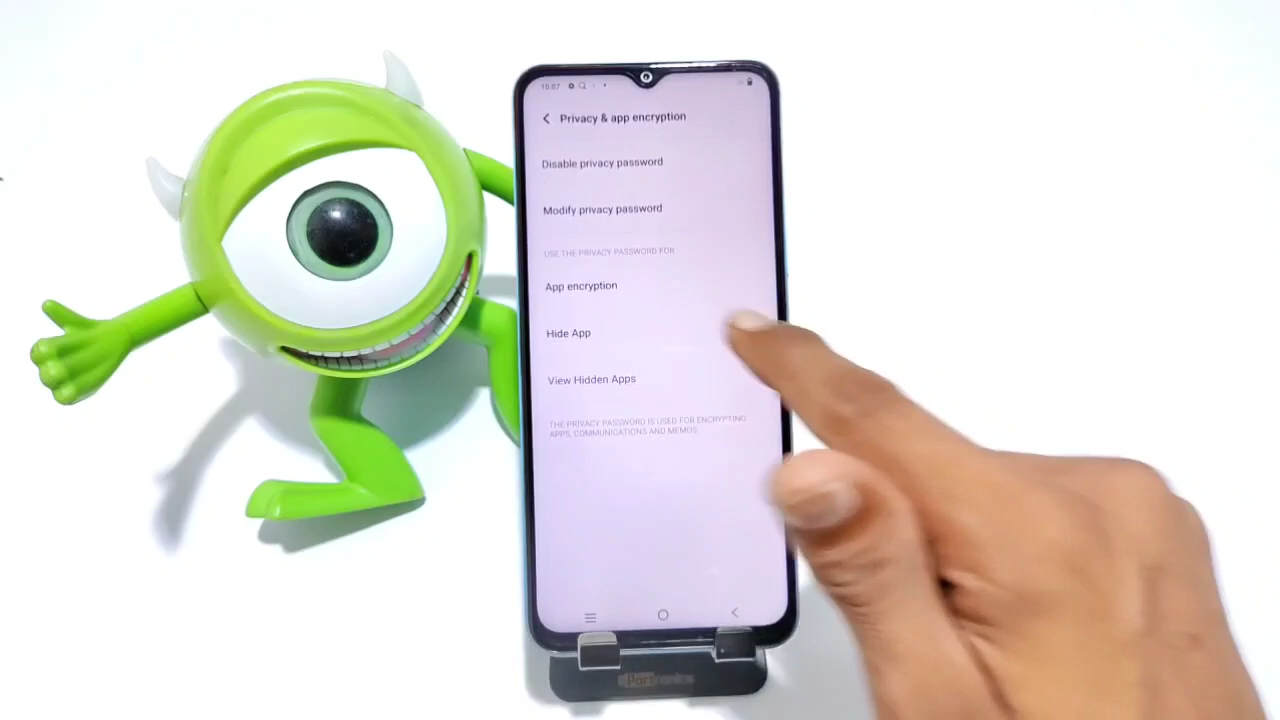 Privacy & app encryption
Disable privacy password
Modify privacy password
USE THE PRIVACY PASSWORD FOR
App encryption
Hide App
View Hidden Apps
THE PRIVACY PASSWORD IS USED FOR ENCRYPTING
APPS, COMMUNICATIONS AND MEMOS
Portronics